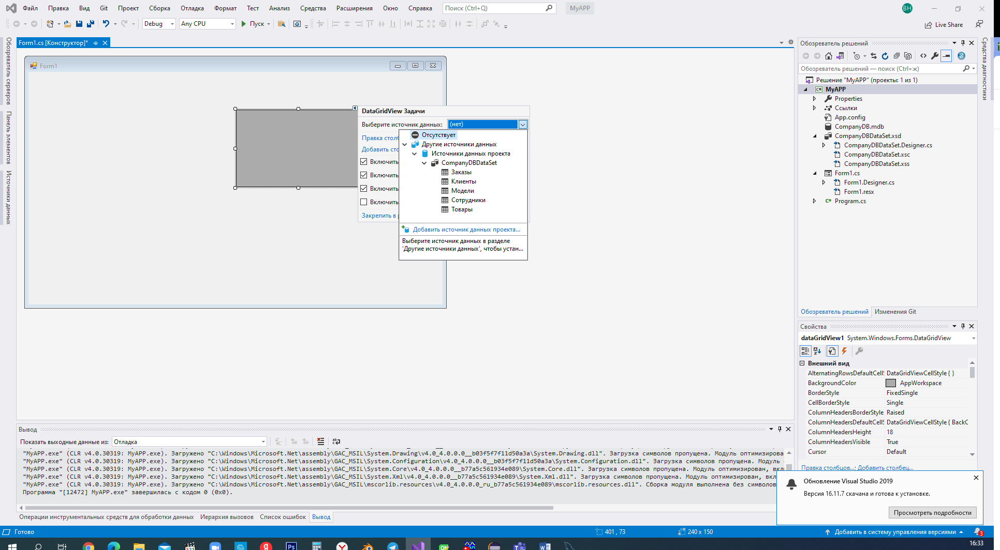 Файл Правка Вид Git Проект Сборка Отладка Формат Тест Анализ Средства Расширения Окно Справка Поиск (Ctrl+Q) MyAPP BH
Debug Any CPU Пуск Live Share
Обозреватель серверов
Панель элементов
Источники данных
Form1.cs [Конструктор]*
Form1
DataGridView Задачи
Выберите источник данных: (нет)
Правка столб
Добавить сто
Включить
Включить
Включить
Включить
Закрепить в р
Отсутствует
Другие источники данных
Источники данных проекта
CompanyDBDataSet
Заказы
Клиенты
Модели
Сотрудники
Товары
Добавить источник данных проекта...
Выберите источник данных в разделе
'Другие источники данных', чтобы устан...
Обозреватель решений
Обозреватель решений — поиск (Ctrl+ж)
Решение "MyAPP" (проекты: 1 из 1)
C# MyAPP
Properties
Ссылки
App.config
CompanyDB.mdb
CompanyDBDataSet.xsd
CompanyDBDataSet.Designer.cs
CompanyDBDataSet.xsc
CompanyDBDataSet.xss
Form1.cs
Form1.Designer.cs
Form1.resx
C# Program.cs
Обозреватель решений Изменения Git
Средства диагностики
Свойства
dataGridView1 System.Windows.Forms.DataGridView
Внешний вид
AlternatingRowsDefaultCell DataGridViewCellStyle { }
BackgroundColor AppWorkspace
BorderStyle FixedSingle
CellBorderStyle Single
ColumnHeadersBorderStyle Raised
ColumnHeadersDefaultCell DataGridViewCellStyle { BackC
ColumnHeadersHeight 18
ColumnHeadersVisible True
Cursor Default
Правка столбцов...; Добавить столбец...
Вывод
Показать выходные данные из: Отладка
"MyAPP.exe" (CLR v4.0.30319: MyAPP.exe). Загружено "C:\Windows\Microsoft.Net\assembly\GAC_MSIL\System.Drawing\v4.0_4.0.0.0__b03f5f7f11d50a3a\System.Drawing.dll". Загрузка символов пропущена. Модуль оптимизирова
"MyAPP.exe" (CLR v4.0.30319: MyAPP.exe). Загружено "C:\Windows\Microsoft.Net\assembly\GAC_MSIL\System.Configuration\v4.0_4.0.0.0__b03f5f7f11d50a3a\System.Configuration.dll". Загрузка символов пропущена. Модуль
"MyAPP.exe" (CLR v4.0.30319: MyAPP.exe). Загружено "C:\Windows\Microsoft.Net\assembly\GAC_MSIL\System.Core\v4.0_4.0.0.0__b77a5c561934e089\System.Core.dll". Загрузка символов пропущена. Модуль оптимизирован, вкл
"MyAPP.exe" (CLR v4.0.30319: MyAPP.exe). Загружено "C:\Windows\Microsoft.Net\assembly\GAC_MSIL\System.Xml\v4.0_4.0.0.0__b77a5c561934e089\System.Xml.dll". Загрузка символов пропущена. Модуль оптимизирован, вкл
"MyAPP.exe" (CLR v4.0.30319: MyAPP.exe). Загружено "C:\Windows\Microsoft.Net\assembly\GAC_MSIL\mscorlib.resources\v4.0_4.0.0.0_ru_b77a5c561934e089\mscorlib.resources.dll". Сборка модуля выполнена без символов
Программа "[12472] MyAPP.exe" завершилась с кодом 0 (0x0).
Операции инструментальных средств для обработки данных Иерархия вызовов Список ошибок Вывод
Обновление Visual Studio 2019
Версия 16.11.7 скачана и готова к установке.
Просмотреть подробности
Готово 401 , 73 240 x 150 Добавить в систему управления версиями 3
16:33